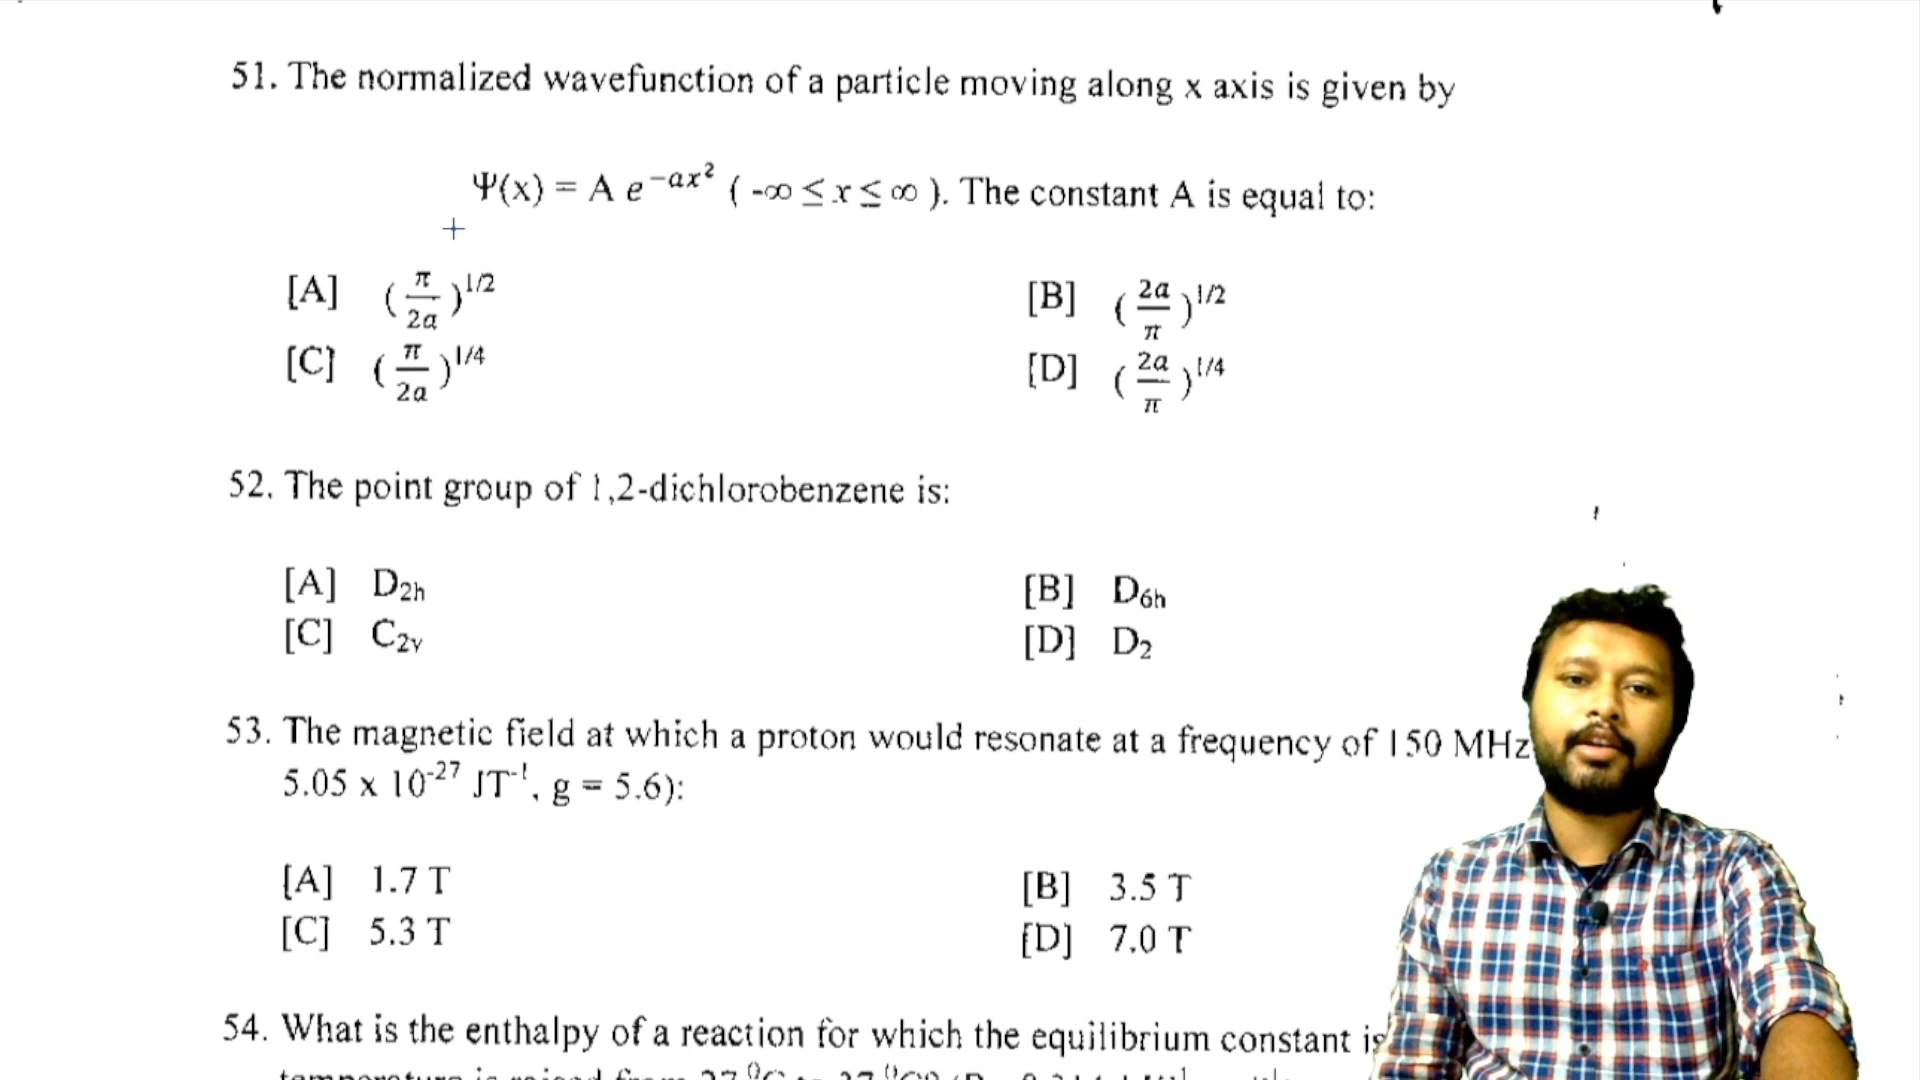 51. The normalized wavefunction of a particle moving along x axis is given by
Ψ(x) = A e^{-ax²} ( -∞ ≤ x ≤ ∞ ). The constant A is equal to:
[A] (π/2a)^{1/2} [B] (2a/π)^{1/2}
[C] (π/2a)^{1/4} [D] (2a/π)^{1/4}
52. The point group of 1,2-dichlorobenzene is:
[A] D₂ₕ [B] D₆ₕ
[C] C₂ᵥ [D] D₂
53. The magnetic field at which a proton would resonate at a frequency of 150 MHz
5.05 x 10⁻²⁷ JT⁻¹, g = 5.6):
[A] 1.7 T [B] 3.5 T
[C] 5.3 T [D] 7.0 T
54. What is the enthalpy of a reaction for which the equilibrium constant is